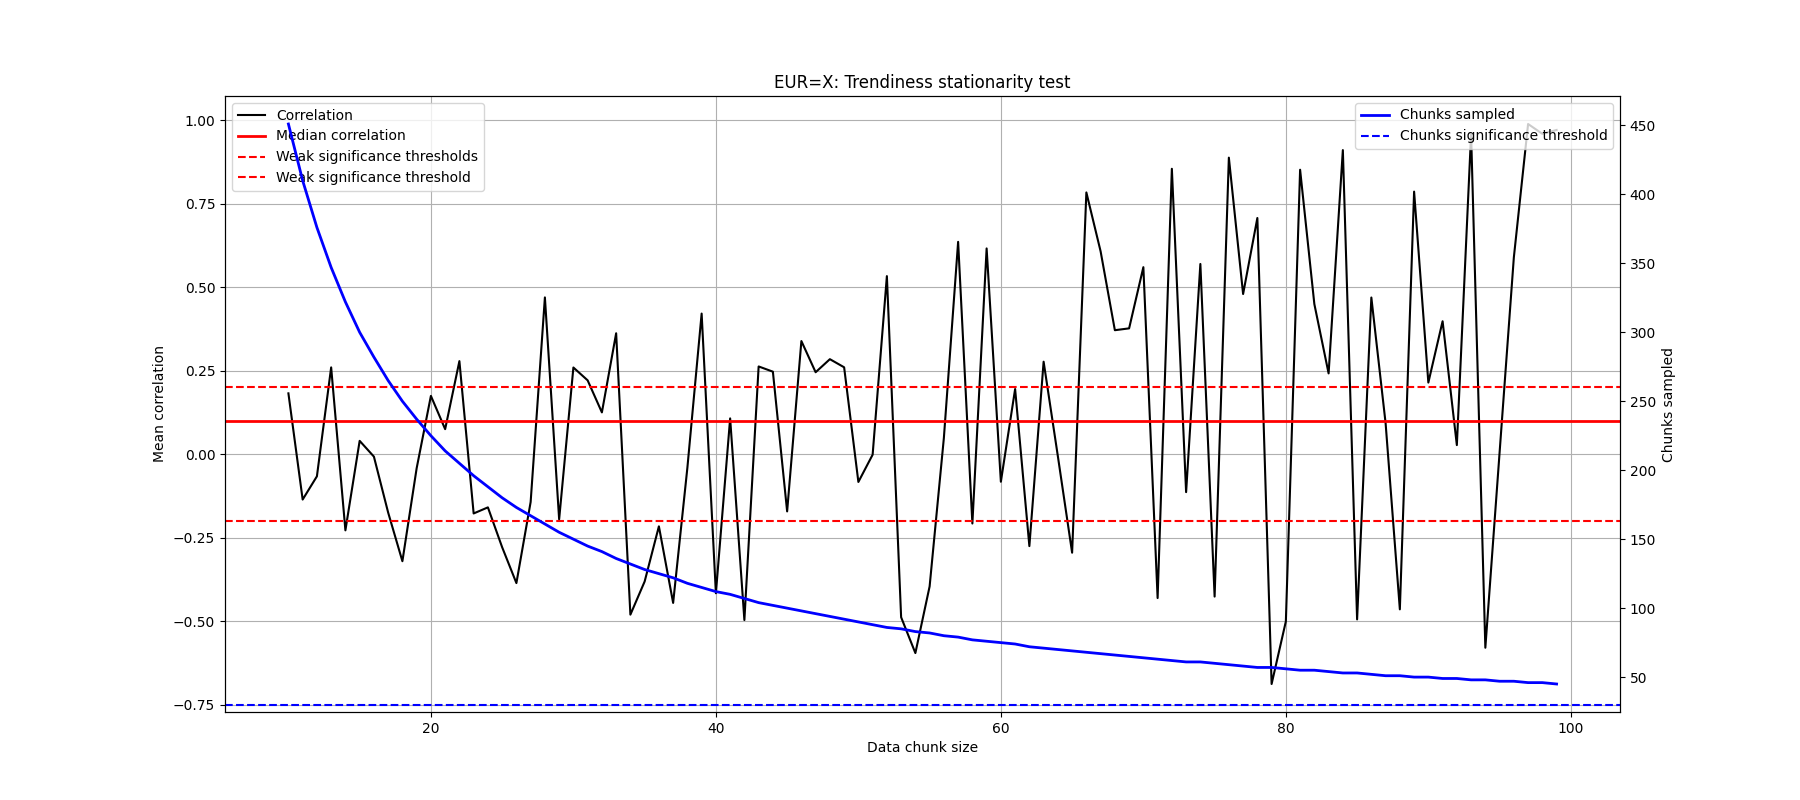 EUR=X: Trendiness stationarity test
Correlation
Median correlation
Weak significance thresholds
Weak significance threshold
Chunks sampled
Chunks significance threshold
1.00
0.75
0.50
0.25
0.00
−0.25
−0.50
−0.75
Mean correlation
450
400
350
300
250
200
150
100
50
Chunks sampled
20 40 60 80 100
Data chunk size